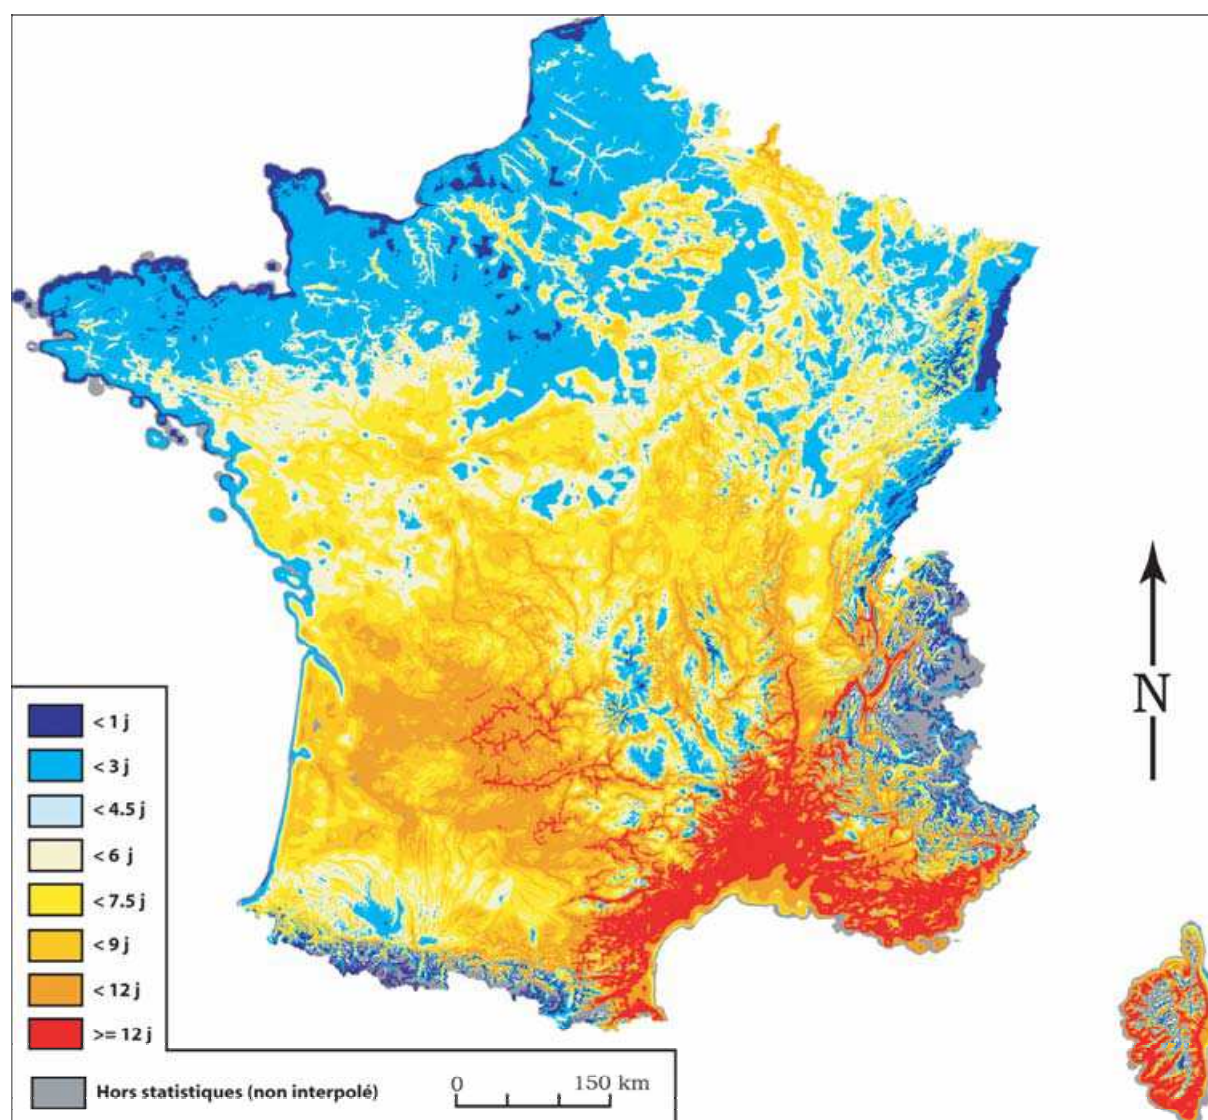 < 1 j
< 3 j
< 4.5 j
< 6 j
< 7.5 j
< 9 j
< 12 j
>= 12 j
Hors statistiques (non interpolé)
0 150 km
N